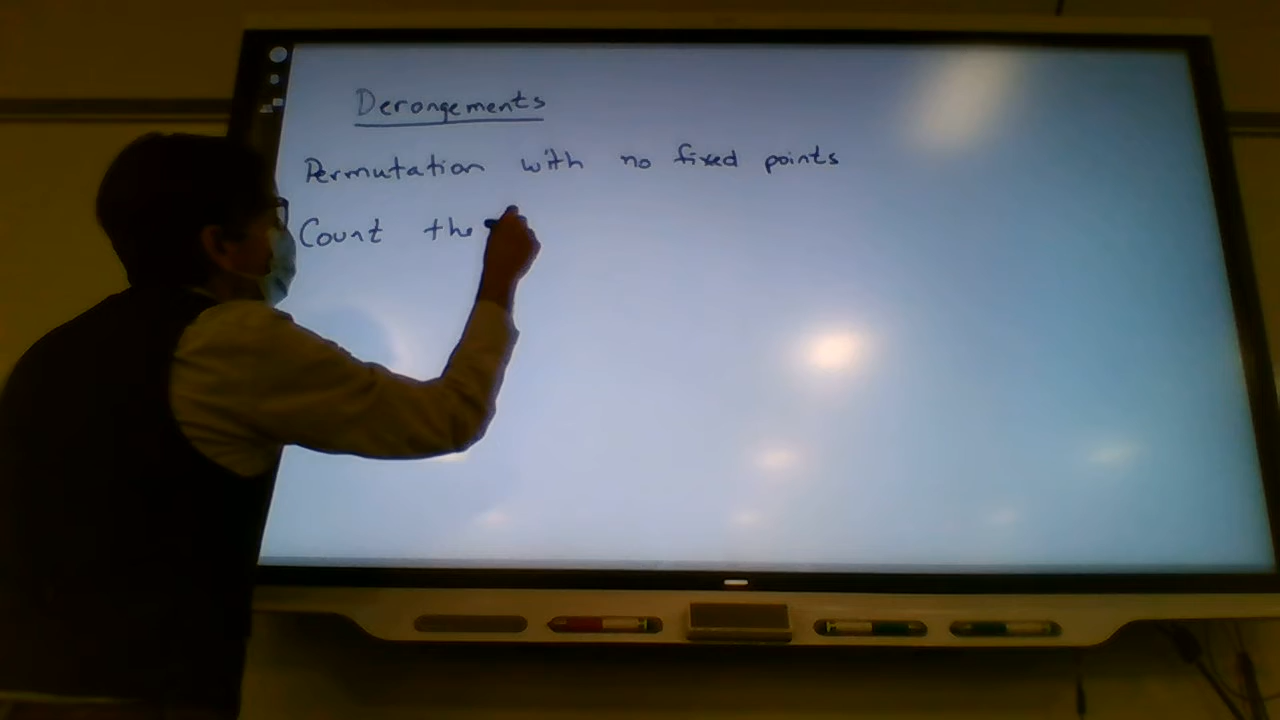 Derangements
Permutation with no fixed points
Count the